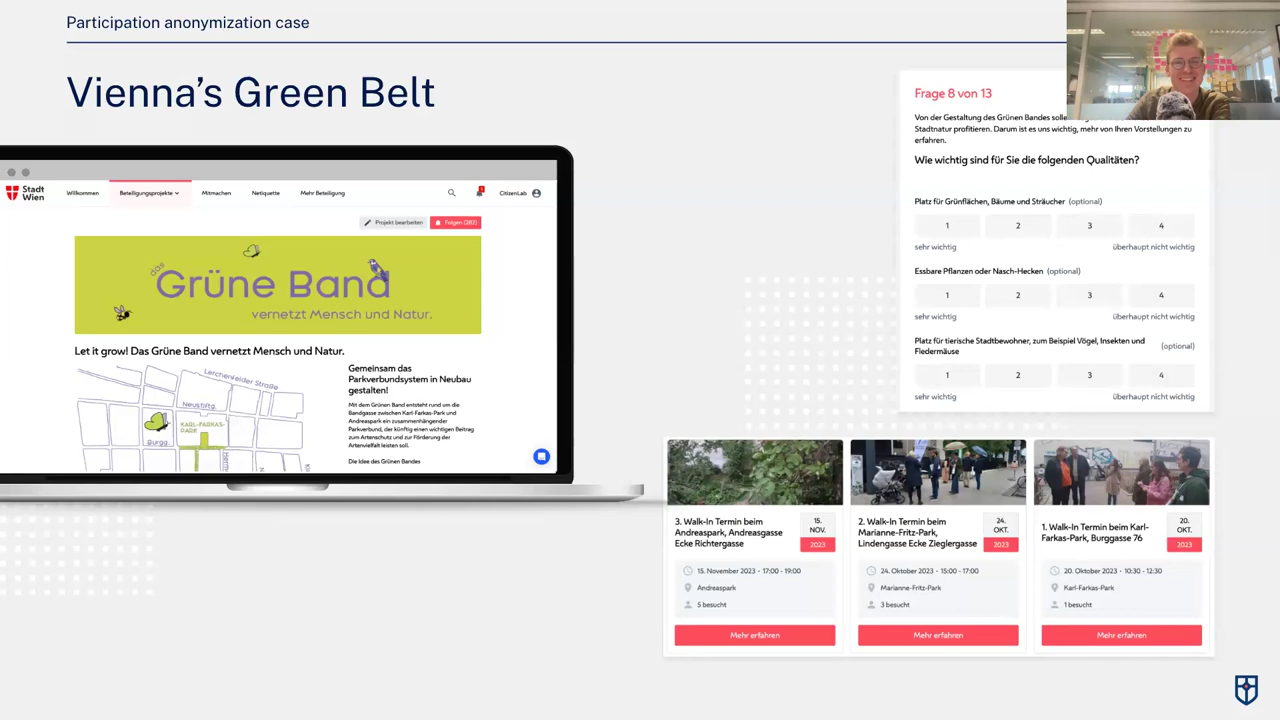 Participation anonymization case
Vienna's Green Belt
Stadt
Wien
Willkommen
Beteiligungsprojekte
Mitmachen
Netiquette
Mehr Beteiligung
CitizenLab
Projekt bearbeiten
Folgen (282)
das
Grüne Band
vernetzt Mensch und Natur.
Let it grow! Das Grüne Band vernetzt Mensch und Natur.
Lerchenfelder Straße
Neustiftg.
KARL-FARKAS-
PARK
Burgg.
Gemeinsam das
Parkverbundsystem in Neubau
gestalten!
Mit dem Grünen Band entsteht rund um die
Bandgasse zwischen Karl-Farkas-Park und
Andreaspark ein zusammenhängender
Parkverbund, der künftig einen wichtigen Beitrag
zum Artenschutz und zur Förderung der
Artenvielfalt leisten soll.
Die Idee des Grünen Bandes
Frage 8 von 13
Von der Gestaltung des Grünen Bandes
Stadtnatur profitieren. Darum ist es uns wichtig, mehr von Ihren Vorstellungen zu
erfahren.
Wie wichtig sind für Sie die folgenden Qualitäten?
Platz für Grünflächen, Bäume und Sträucher (optional)
1 2 3 4
sehr wichtig überhaupt nicht wichtig
Essbare Pflanzen oder Nasch-Hecken (optional)
1 2 3 4
sehr wichtig überhaupt nicht wichtig
Platz für tierische Stadtbewohner, zum Beispiel Vögel, Insekten und
Fledermäuse (optional)
1 2 3 4
sehr wichtig überhaupt nicht wichtig
3. Walk-In Termin beim
Andreaspark, Andreasgasse
Ecke Richtergasse
15.
NOV.
2023
15. November 2023 • 17:00 - 19:00
Andreaspark
5 besucht
Mehr erfahren
2. Walk-In Termin beim
Marianne-Fritz-Park,
Lindengasse Ecke Zieglergasse
24.
OKT.
2023
24. Oktober 2023 • 15:00 - 17:00
Marianne-Fritz-Park
3 besucht
Mehr erfahren
1. Walk-In Termin beim Karl-
Farkas-Park, Burggasse 76
20.
OKT.
2023
20. Oktober 2023 • 10:30 - 12:30
Karl-Farkas-Park
1 besucht
Mehr erfahren